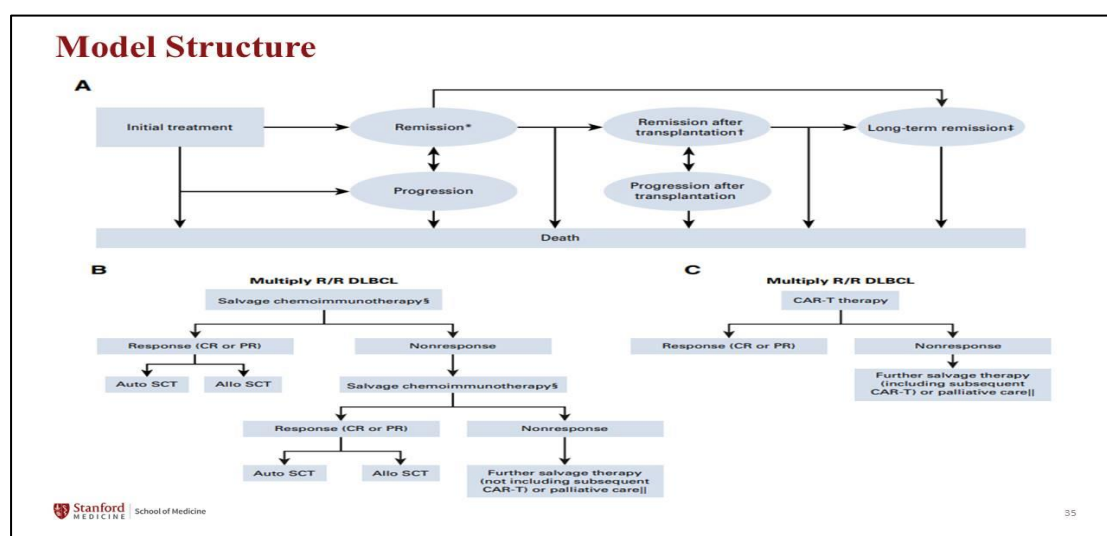 Model Structure
A
Initial treatment
Remission*
Remission after
transplantation†
Long-term remission‡
Progression
Progression after
transplantation
Death
B
Multiply R/R DLBCL
Salvage chemoimmunotherapy§
Response (CR or PR)
Nonresponse
Auto SCT
Allo SCT
Salvage chemoimmunotherapy§
Response (CR or PR)
Nonresponse
Auto SCT
Allo SCT
Further salvage therapy
(not including subsequent
CAR-T) or palliative care||
C
Multiply R/R DLBCL
CAR-T therapy
Response (CR or PR)
Nonresponse
Further salvage therapy
(including subsequent
CAR-T) or palliative care||
Stanford
MEDICINE
School of Medicine
35